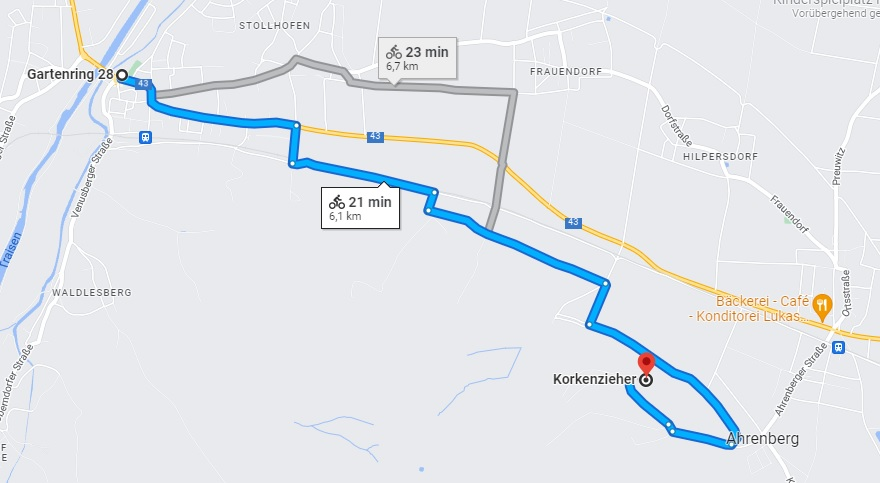 Kinderspielplatz
Vorübergehend ge
STOLLHOFEN
23 min
6,7 km
Gartenring 28
43
FRAUENDORF
Dorfstraße
43
HILPERSDORF
Preuwitz
Venusberger Straße
21 min
6,1 km
Frauendorf
43
Traisen
WALDLESBERG
Bäckerei - Café
- Konditorei Lukas...
Ortsstraße
Ahrenberger Straße
Korkenzieher
Ahrenberg